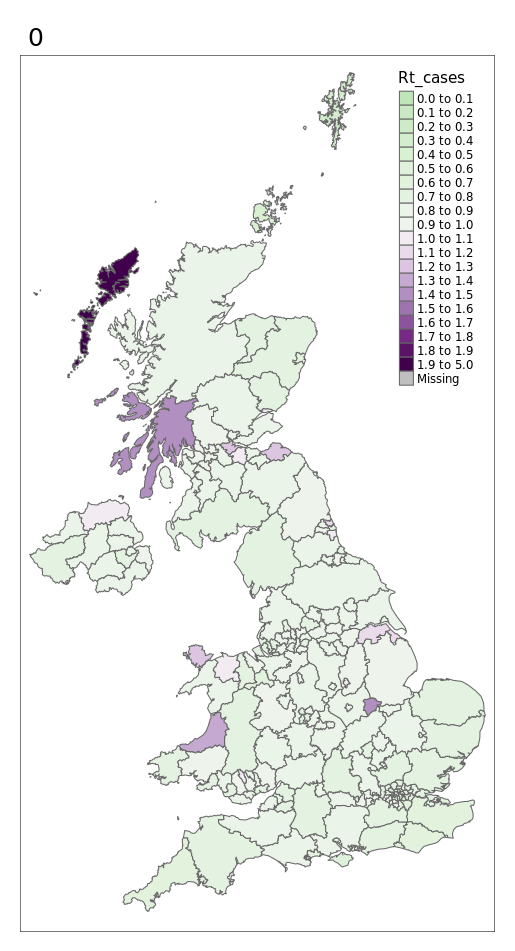 0
Rt_cases
0.0 to 0.1
0.1 to 0.2
0.2 to 0.3
0.3 to 0.4
0.4 to 0.5
0.5 to 0.6
0.6 to 0.7
0.7 to 0.8
0.8 to 0.9
0.9 to 1.0
1.0 to 1.1
1.1 to 1.2
1.2 to 1.3
1.3 to 1.4
1.4 to 1.5
1.5 to 1.6
1.6 to 1.7
1.7 to 1.8
1.8 to 1.9
1.9 to 5.0
Missing